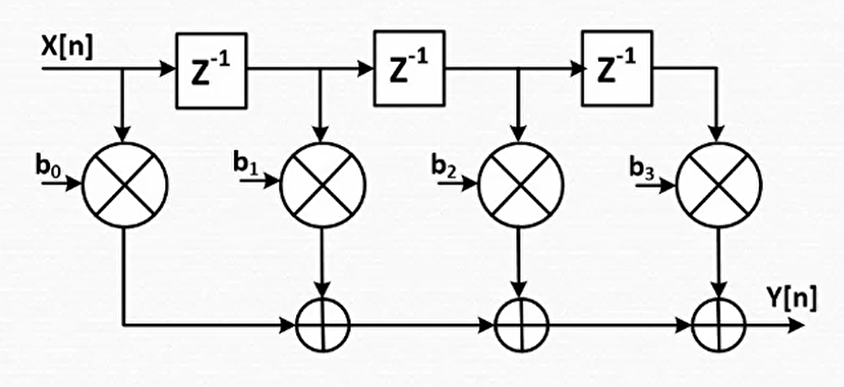 X[n]
Z⁻¹
Z⁻¹
Z⁻¹
b₀
b₁
b₂
b₃
Y[n]